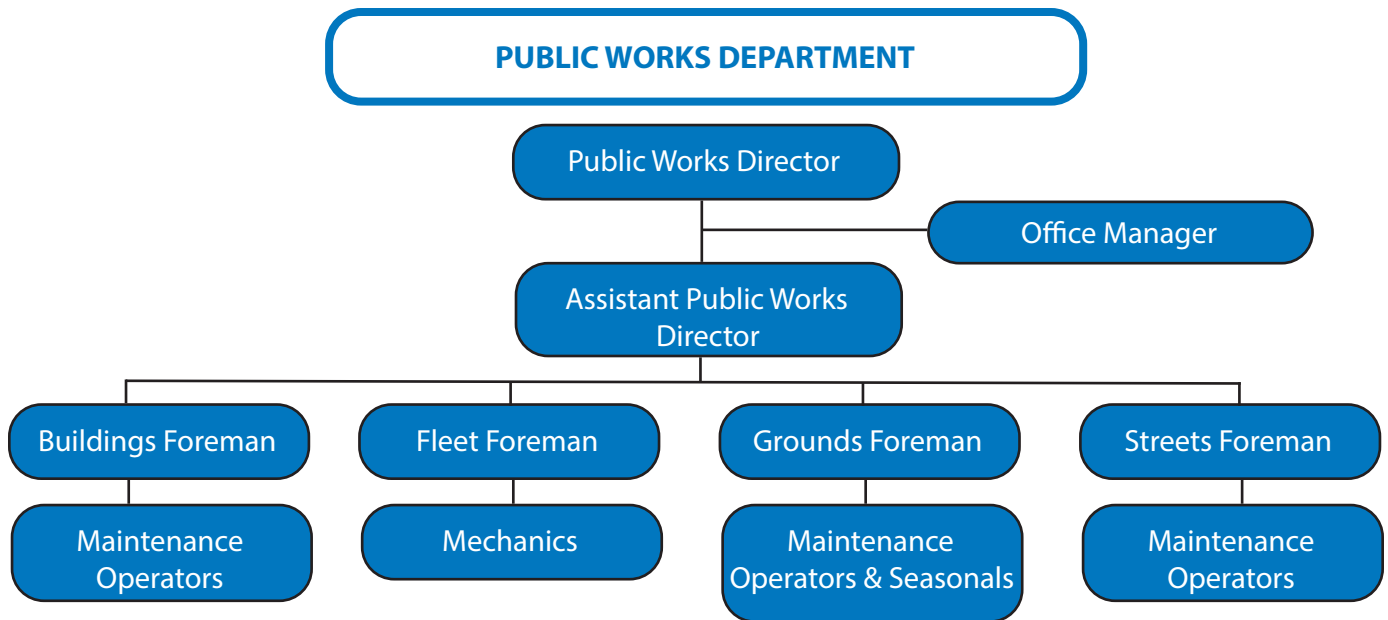 PUBLIC WORKS DEPARTMENT
Public Works Director
Office Manager
Assistant Public Works
Director
Buildings Foreman
Fleet Foreman
Grounds Foreman
Streets Foreman
Maintenance
Operators
Mechanics
Maintenance
Operators & Seasonals
Maintenance
Operators